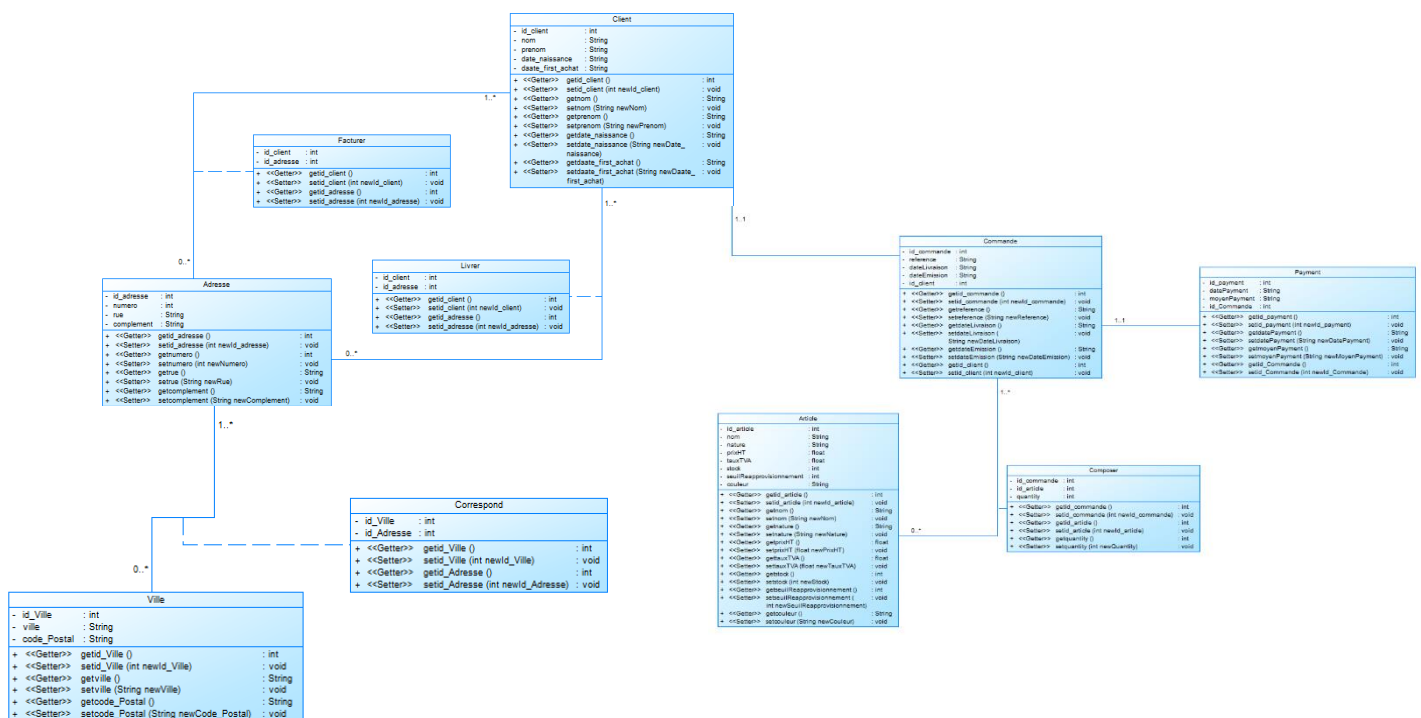 Client
- id_client : int
- nom : String
- prenom : String
- date_naissance : String
- daate_first_achat : String
+ <<Getter>> getid_client () : int
+ <<Setter>> setid_client (int newId_client) : void
+ <<Getter>> getnom () : String
+ <<Setter>> setnom (String newNom) : void
+ <<Getter>> getprenom () : String
+ <<Setter>> setprenom (String newPrenom) : void
+ <<Getter>> getdate_naissance () : String
+ <<Setter>> setdate_naissance (String newDate_ : void
naissance)
+ <<Getter>> getdaate_first_achat () : String
+ <<Setter>> setdaate_first_achat (String newDaate_ : void
first_achat)
1..*
1..*
1..1
Facturer
- id_client : int
- id_adresse : int
+ <<Getter>> getid_client () : int
+ <<Setter>> setid_client (int newId_client) : void
+ <<Getter>> getid_adresse () : int
+ <<Setter>> setid_adresse (int newId_adresse) : void
0..*
Livrer
- id_client : int
- id_adresse : int
+ <<Getter>> getid_client () : int
+ <<Setter>> setid_client (int newId_client) : void
+ <<Getter>> getid_adresse () : int
+ <<Setter>> setid_adresse (int newId_adresse) : void
0..*
Adresse
- id_adresse : int
- numero : int
- rue : String
- complement : String
+ <<Getter>> getid_adresse () : int
+ <<Setter>> setid_adresse (int newId_adresse) : void
+ <<Getter>> getnumero () : int
+ <<Setter>> setnumero (int newNumero) : void
+ <<Getter>> getrue () : String
+ <<Setter>> setrue (String newRue) : void
+ <<Getter>> getcomplement () : String
+ <<Setter>> setcomplement (String newComplement) : void
1..*
Commande
- id_commande : int
- reference : String
- dateLivraison : String
- dateEmission : String
- id_client : int
+ <<Getter>> getid_commande () : int
+ <<Setter>> setid_commande (int newId_commande) : void
+ <<Getter>> getreference () : String
+ <<Setter>> setreference (String newReference) : void
+ <<Getter>> getdateLivraison () : String
+ <<Setter>> setdateLivraison ( : void
String newDateLivraison)
+ <<Getter>> getdateEmission () : String
+ <<Setter>> setdateEmission (String newDateEmission) : void
+ <<Getter>> getid_client () : int
+ <<Setter>> setid_client (int newId_client) : void
1..1
1..*
Payment
- id_payment : int
- datePayment : String
- moyenPayment : String
- id_Commande : int
+ <<Getter>> getid_payment () : int
+ <<Setter>> setid_payment (int newId_payment) : void
+ <<Getter>> getdatePayment () : String
+ <<Setter>> setdatePayment (String newDatePayment) : void
+ <<Getter>> getmoyenPayment () : String
+ <<Setter>> setmoyenPayment (String newMoyenPayment) : void
+ <<Getter>> getid_Commande () : int
+ <<Setter>> setid_Commande (int newId_Commande) : void
Article
- id_article : int
- nom : String
- nature : String
- prixHT : float
- tauxTVA : float
- stock : int
- seuilReapprovisionnement : int
- couleur : String
+ <<Getter>> getid_article () : int
+ <<Setter>> setid_article (int newId_article) : void
+ <<Getter>> getnom () : String
+ <<Setter>> setnom (String newNom) : void
+ <<Getter>> getnature () : String
+ <<Setter>> setnature (String newNature) : void
+ <<Getter>> getprixHT () : float
+ <<Setter>> setprixHT (float newPrixHT) : void
+ <<Getter>> gettauxTVA () : float
+ <<Setter>> settauxTVA (float newTauxTVA) : void
+ <<Getter>> getstock () : int
+ <<Setter>> setstock (int newStock) : void
+ <<Getter>> getseuilReapprovisionnement () : int
+ <<Setter>> setseuilReapprovisionnement ( : void
int newSeuilReapprovisionnement)
+ <<Getter>> getcouleur () : String
+ <<Setter>> setcouleur (String newCouleur) : void
0..*
Composer
- id_commande : int
- id_article : int
- quantity : int
+ <<Getter>> getid_commande () : int
+ <<Setter>> setid_commande (int newId_commande) : void
+ <<Getter>> getid_article () : int
+ <<Setter>> setid_article (int newId_article) : void
+ <<Getter>> getquantity () : int
+ <<Setter>> setquantity (int newQuantity) : void
Correspond
- id_Ville : int
- id_Adresse : int
+ <<Getter>> getid_Ville () : int
+ <<Setter>> setid_Ville (int newId_Ville) : void
+ <<Getter>> getid_Adresse () : int
+ <<Setter>> setid_Adresse (int newId_Adresse) : void
0..*
Ville
- id_Ville : int
- ville : String
- code_Postal : String
+ <<Getter>> getid_Ville () : int
+ <<Setter>> setid_Ville (int newId_Ville) : void
+ <<Getter>> getville () : String
+ <<Setter>> setville (String newVille) : void
+ <<Getter>> getcode_Postal () : String
+ <<Setter>> setcode_Postal (String newCode_Postal) : void